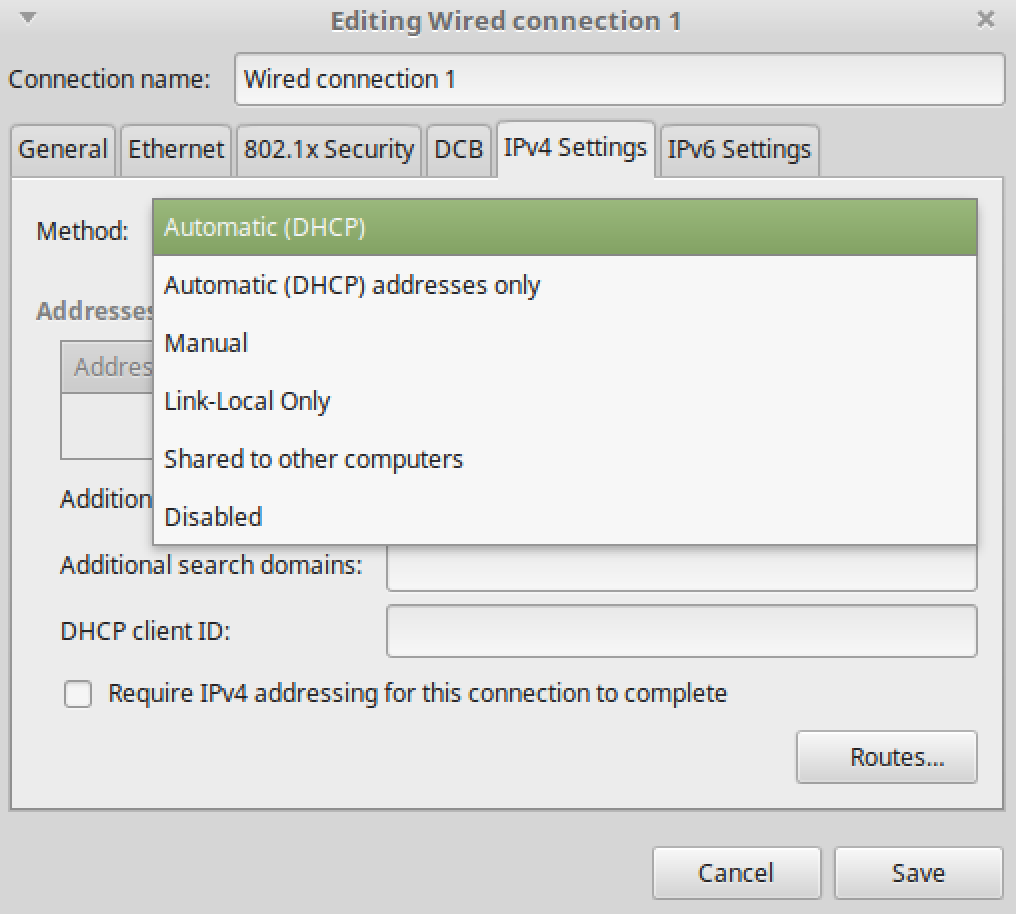 Editing Wired connection 1
Connection name: Wired connection 1
General Ethernet 802.1x Security DCB IPv4 Settings IPv6 Settings
Method: Automatic (DHCP)
Automatic (DHCP) addresses only
Addresses
Manual
Addres
Link-Local Only
Shared to other computers
Addition
Disabled
Additional search domains:
DHCP client ID:
Require IPv4 addressing for this connection to complete
Routes...
Cancel Save